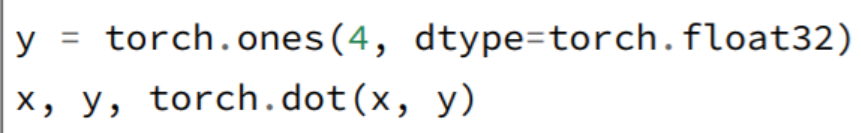 y = torch.ones(4, dtype=torch.float32)
x, y, torch.dot(x, y)